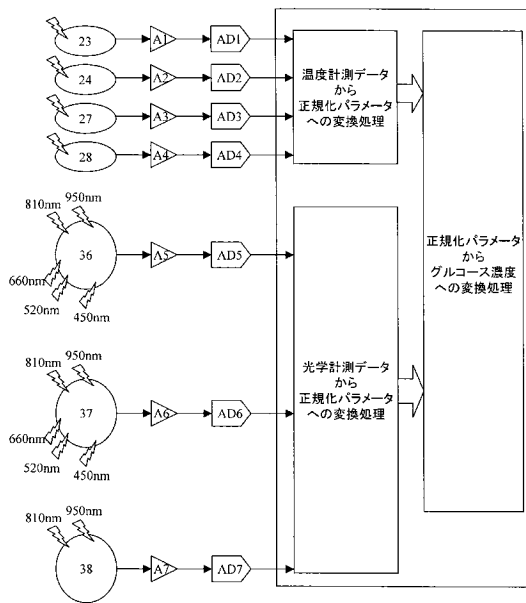 23
A1
AD1
24
A2
AD2
27
A3
AD3
28
A4
AD4
温度計測データ
から
正規化パラメータ
への変換処理
810nm
950nm
36
660nm
520nm
450nm
A5
AD5
810nm
950nm
37
660nm
520nm
450nm
A6
AD6
810nm
950nm
38
A7
AD7
光学計測データ
から
正規化パラメータ
への変換処理
正規化パラメータ
から
グルコース濃度
への変換処理